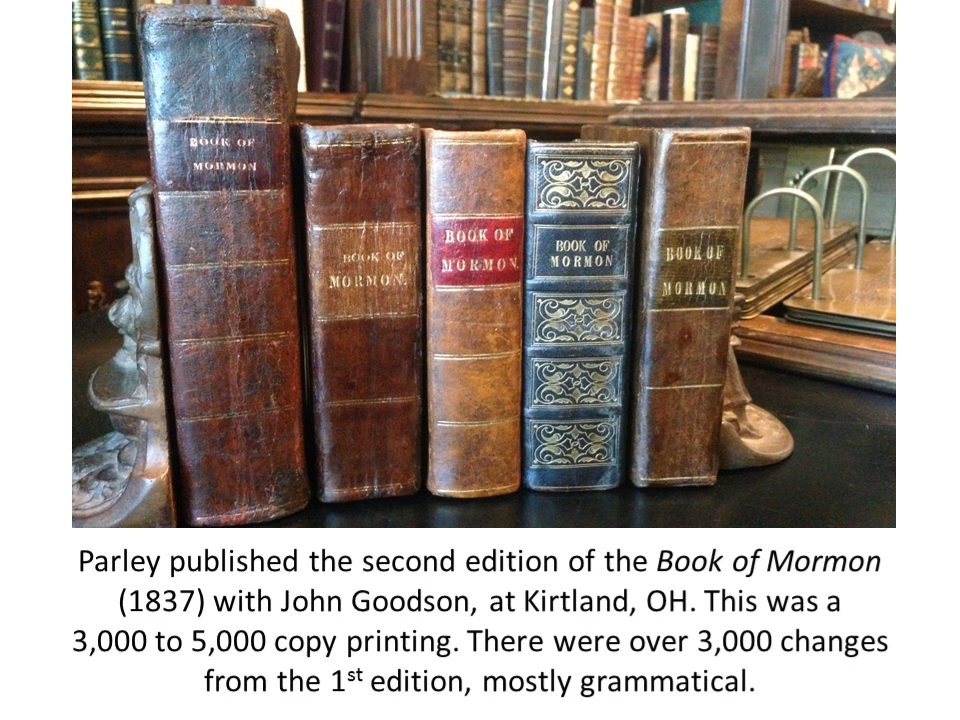 BOOK OF
MORMON
BOOK OF
MORMON.
BOOK OF
MORMON
BOOK OF
MORMON
BOOK OF
MORMON
Parley published the second edition of the Book of Mormon
(1837) with John Goodson, at Kirtland, OH. This was a
3,000 to 5,000 copy printing. There were over 3,000 changes
from the 1st edition, mostly grammatical.